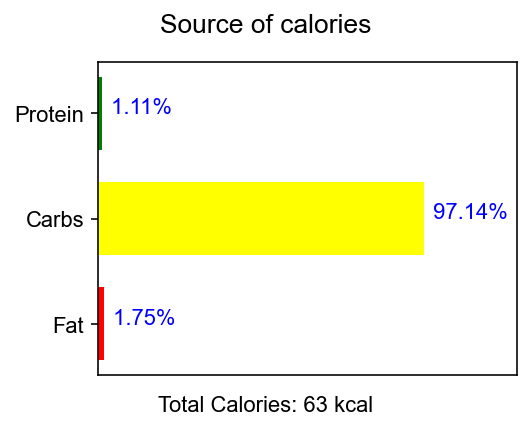 Source of calories
Protein
1.11%
Carbs
97.14%
Fat
1.75%
Total Calories: 63 kcal